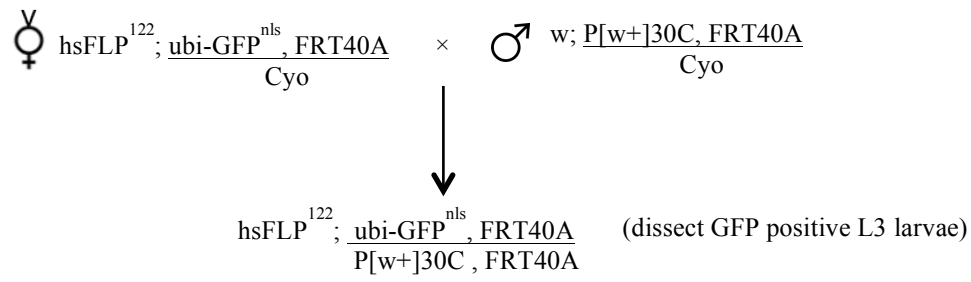 hsFLP122; ubi-GFPnls, FRT40A × w; P[w+]30C, FRT40A
Cyo Cyo
hsFLP122; ubi-GFPnls, FRT40A (dissect GFP positive L3 larvae)
P[w+]30C , FRT40A